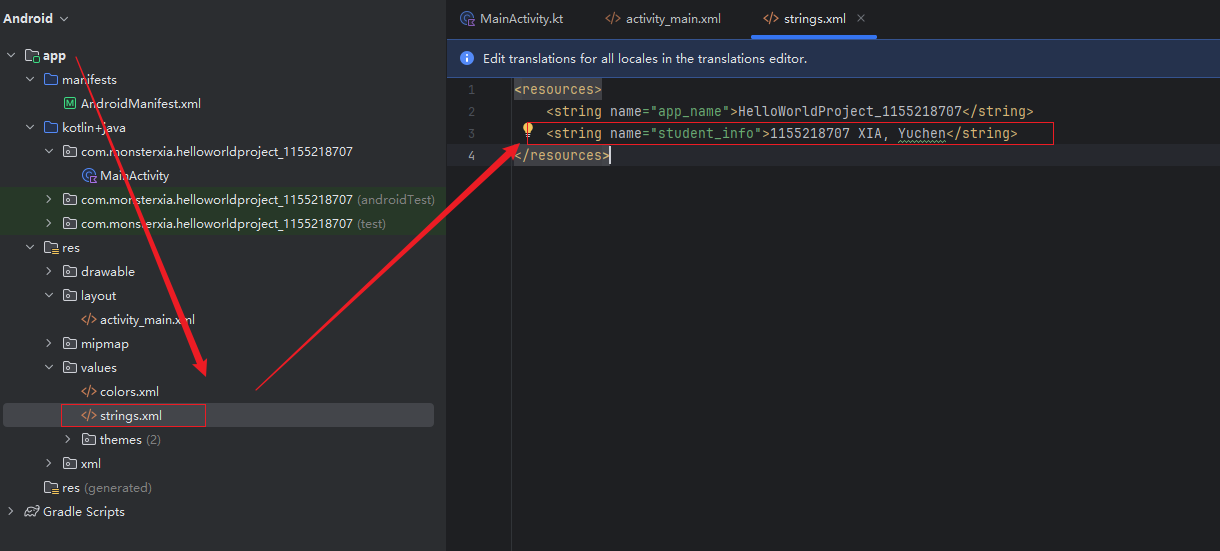 Android
app
manifests
AndroidManifest.xml
kotlin+java
com.monsterxia.helloworldproject_1155218707
MainActivity
com.monsterxia.helloworldproject_1155218707 (androidTest)
com.monsterxia.helloworldproject_1155218707 (test)
res
drawable
layout
activity_main.xml
mipmap
values
colors.xml
strings.xml
themes (2)
xml
res (generated)
Gradle Scripts
MainActivity.kt activity_main.xml strings.xml
Edit translations for all locales in the translations editor.
1 <resources>
2 <string name="app_name">HelloWorldProject_1155218707</string>
3 <string name="student_info">1155218707 XIA, Yuchen</string>
4 </resources>